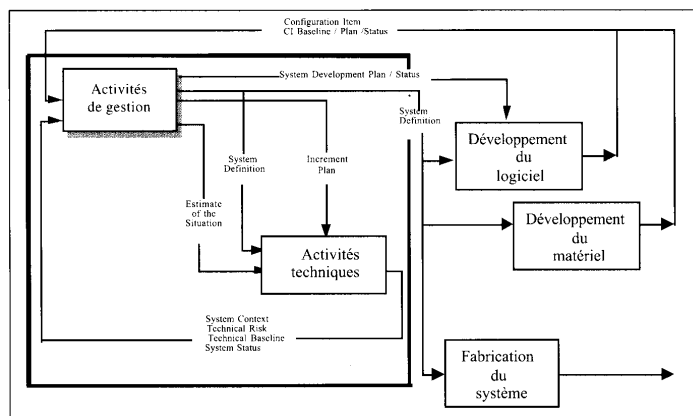 Configuration Item
CI Baseline / Plan /Status
Activités
de gestion
System Development Plan / Status
System
Definition
Développement
du
logiciel
System
Definition
Increment
Plan
Estimate
of the
Situation
Développement
du
matériel
Activités
techniques
System Context
Technical Risk
Technical Baseline
System Status
Fabrication
du
système